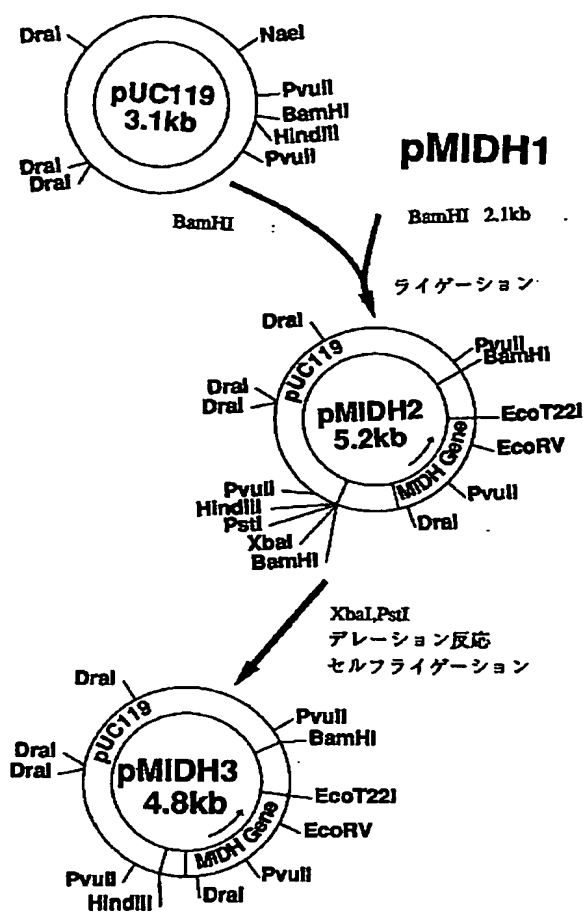 DraI
NaeI
pUC119
3.1kb
PvuII
BamHI
HindIII
PvuII
DraI
DraI
pMIDH1
BamHI
BamHI 2.1kb
ライゲーション
DraI
PvuII
BamHI
pUC119
DraI
DraI
pMIDH2
5.2kb
EcoT22I
EcoRV
MIDH Gene
PvuII
PvuII
HindIII
PstI
XbaI
BamHI
DraI
XbaI,PstI
デレーション反応
セルフライゲーション
DraI
PvuII
BamHI
pUC119
DraI
DraI
pMIDH3
4.8kb
EcoT22I
EcoRV
MIDH Gene
PvuII
PvuII
HindIII
DraI